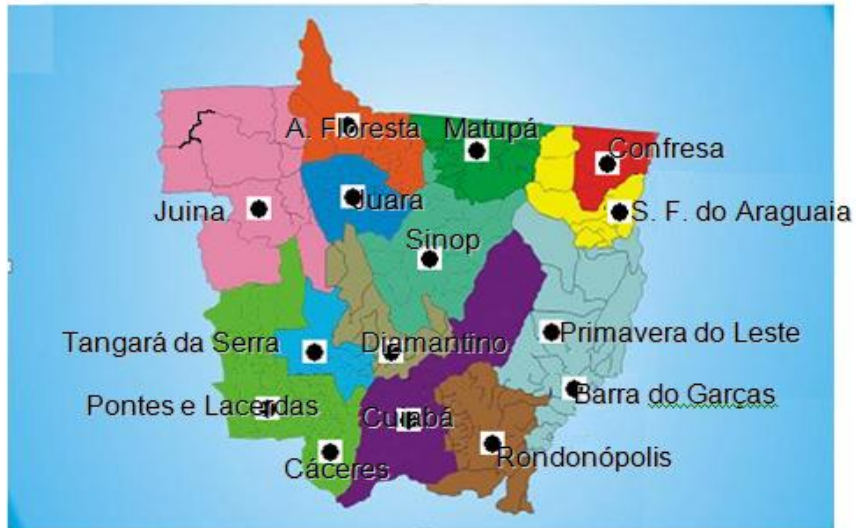 A. Floresta
Matupá
Confresa
Juara
Juina
S. F. do Araguaia
Sinop
Primavera do Leste
Tangará da Serra
Diamantino
Barra do Garças
Pontes e Lacerdas
Cuiabá
Rondonópolis
Cáceres